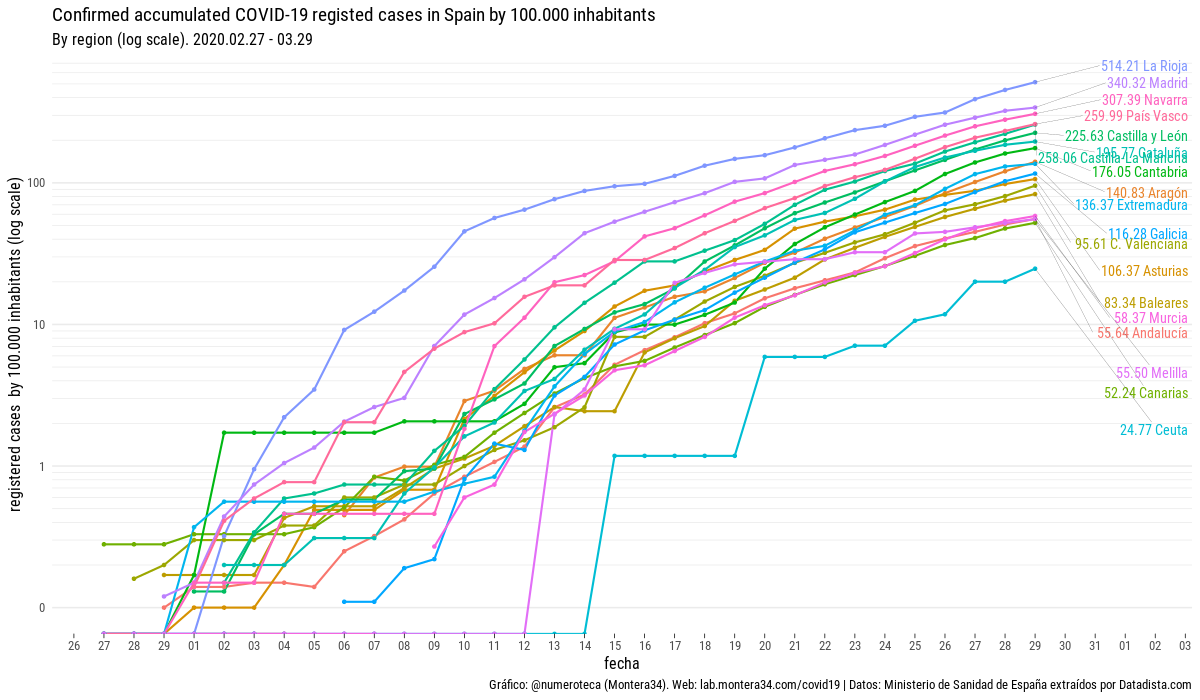 Confirmed accumulated COVID-19 registed cases in Spain by 100.000 inhabitants
By region (log scale). 2020.02.27 - 03.29
registered cases by 100.000 inhabitants (log scale)
100
10
1
0
514.21 La Rioja
340.32 Madrid
307.39 Navarra
259.99 País Vasco
225.63 Castilla y León
195.77 Cataluña
258.06 Castilla-La Mancha
176.05 Cantabria
140.83 Aragón
136.37 Extremadura
116.28 Galicia
95.61 C. Valenciana
106.37 Asturias
83.34 Baleares
58.37 Murcia
55.64 Andalucía
55.50 Melilla
52.24 Canarias
24.77 Ceuta
26 27 28 29 01 02 03 04 05 06 07 08 09 10 11 12 13 14 15 16 17 18 19 20 21 22 23 24 25 26 27 28 29 30 31 01 02 03
fecha
Gráfico: @numeroteca (Montera34). Web: lab.montera34.com/covid19 | Datos: Ministerio de Sanidad de España extraídos por Datadista.com